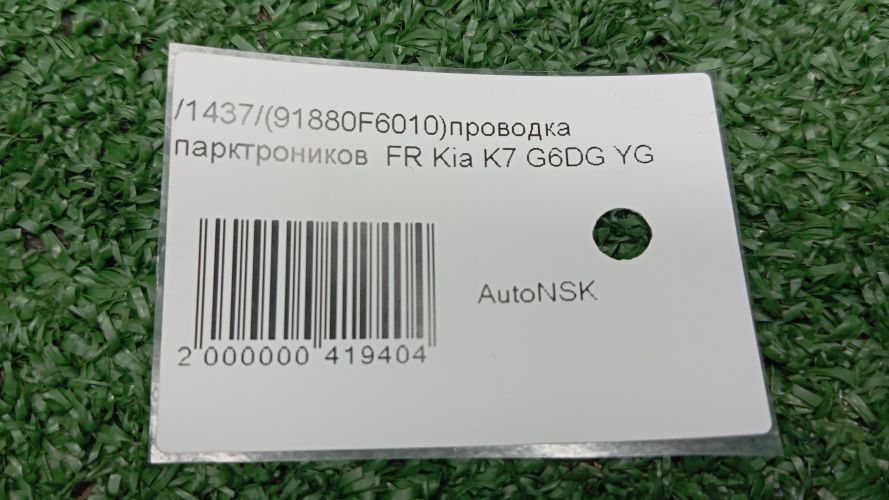 /1437/(91880F6010)проводка
парктроников FR Kia K7 G6DG YG
AutoNSK
2 000000 419404